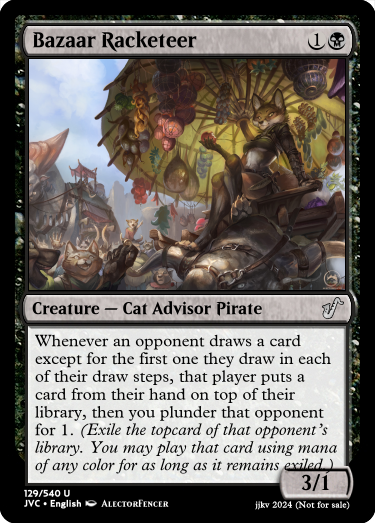 Bazaar Racketeer 1
Creature — Cat Advisor Pirate
Whenever an opponent draws a card
except for the first one they draw in each
of their draw steps, that player puts a
card from their hand on top of their
library, then you plunder that opponent
for 1. (Exile the topcard of that opponent's
library. You may play that card using mana
of any color for as long as it remains exiled.)
3/1
129/540 U
JVC • English AlectorFencer
jjkv 2024 (Not for sale)